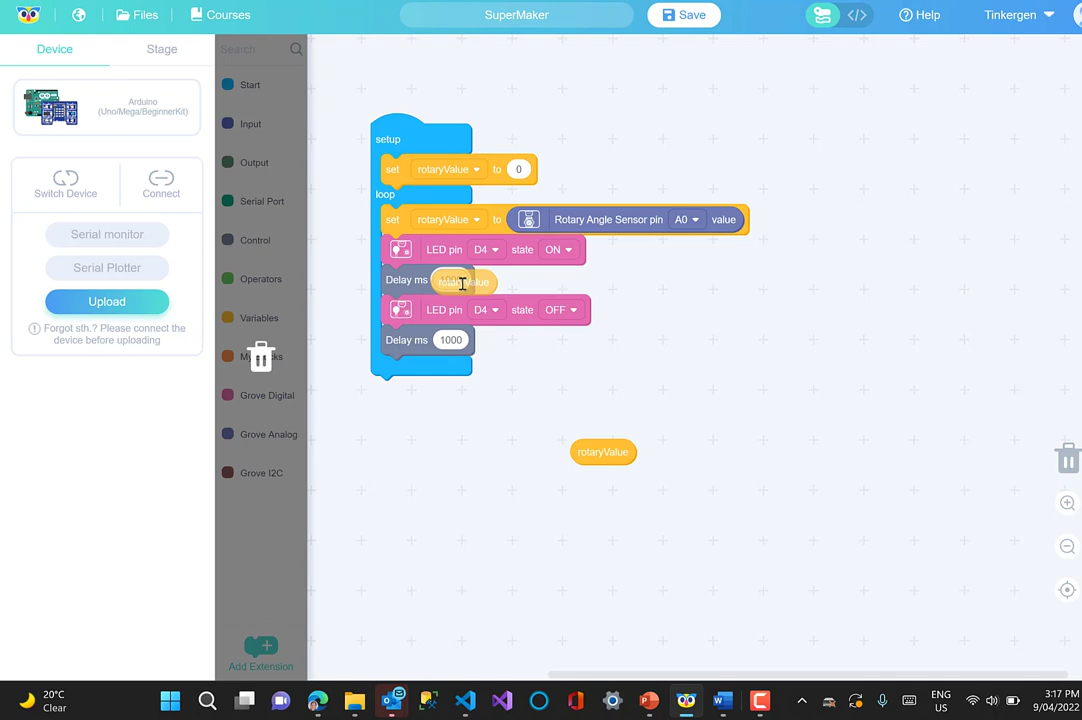 Files
Courses
SuperMaker
Save
</>
Help
Tinkergen
Device
Stage
Search
Arduino
(Uno/Mega/BeginnerKit)
Switch Device
Connect
Serial monitor
Serial Plotter
Upload
Forgot sth.? Please connect the
device before uploading
Start
Input
Output
Serial Port
Control
Operators
Variables
Grove Digital
Grove Analog
Grove I2C
Add Extension
setup
set rotaryValue to 0
loop
set rotaryValue to Rotary Angle Sensor pin A0 value
LED pin D4 state ON
Delay ms rotaryValue
LED pin D4 state OFF
Delay ms 1000
rotaryValue
20°C
Clear
ENG
US
3:17 PM
9/04/2022